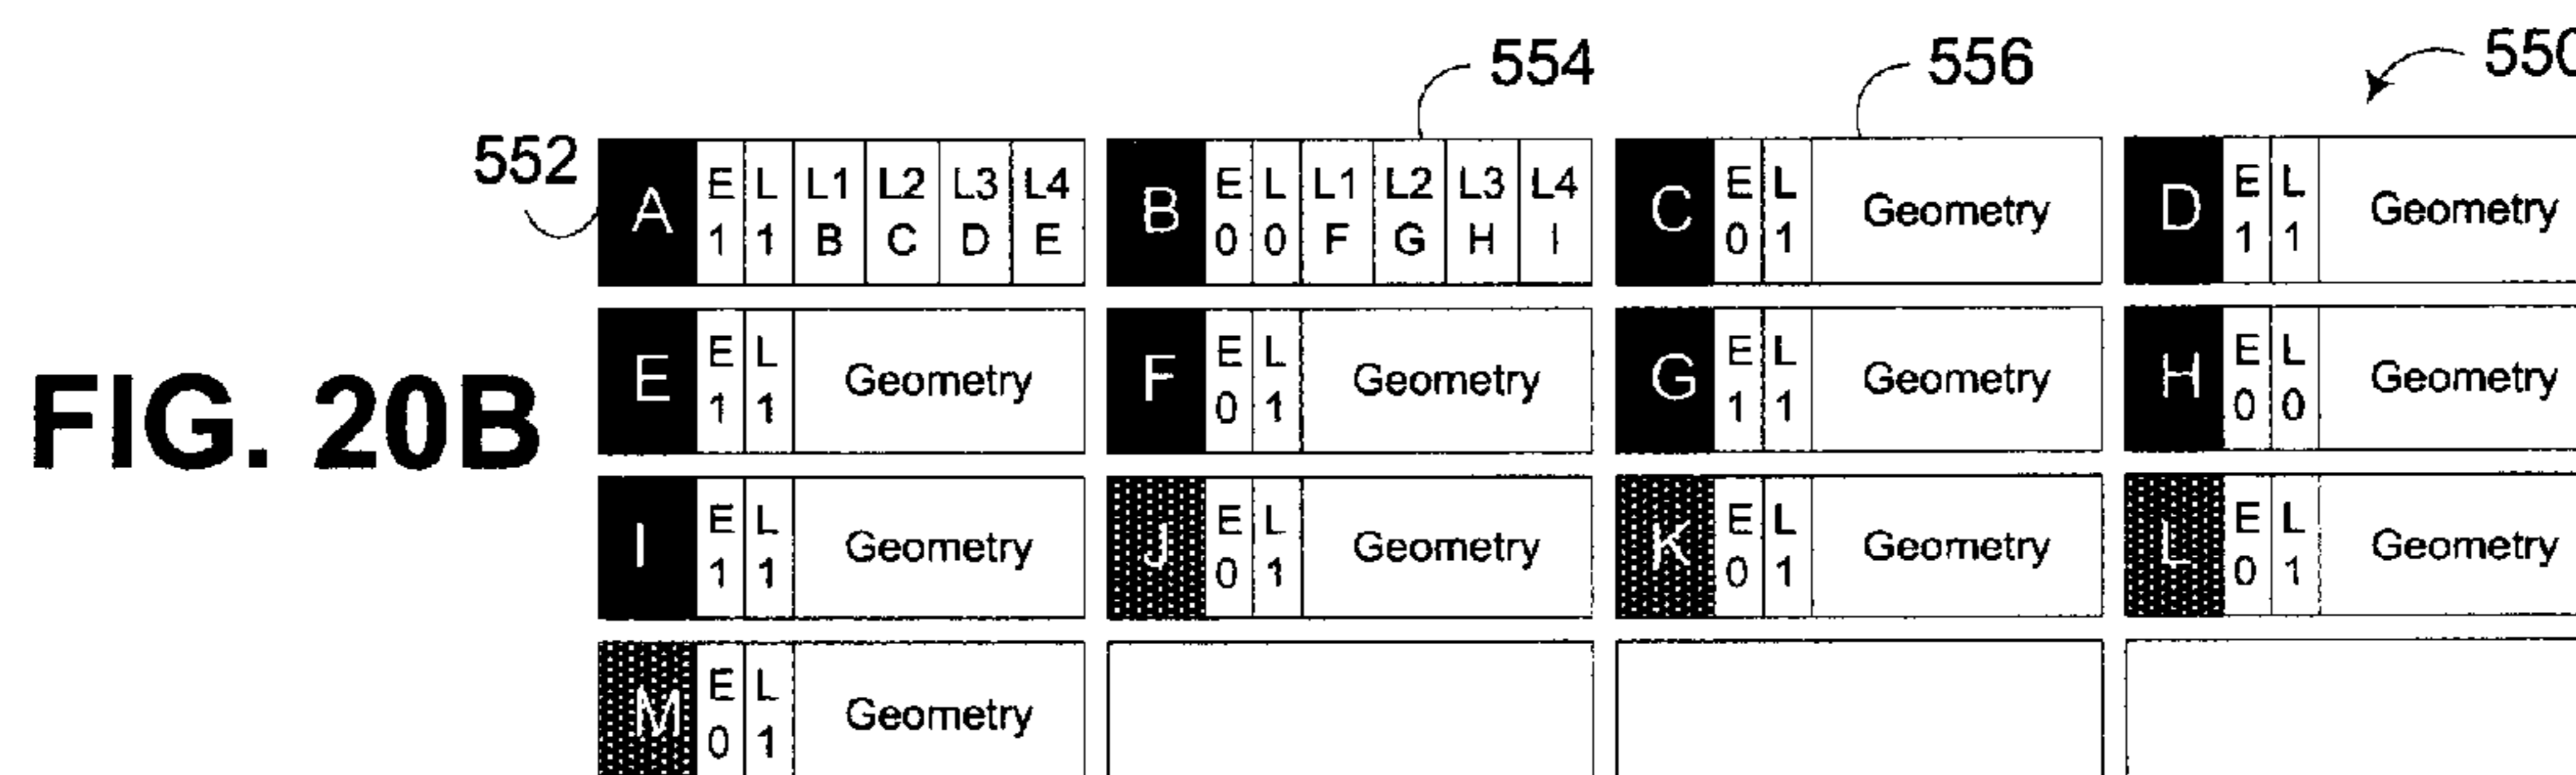 554 556 550
552
A E 1 L 1 L1 B L2 C L3 D L4 E B E 0 L 0 L1 F L2 G L3 H L4 I C E 0 L 1 Geometry D E 1 L 1 Geometry
FIG. 20B
E E 1 L 1 Geometry F E 0 L 1 Geometry G E 1 L 1 Geometry H E 0 L 0 Geometry
I E 1 L 1 Geometry J E 0 L 1 Geometry K E 0 L 1 Geometry L E 0 L 1 Geometry
M E 0 L 1 Geometry